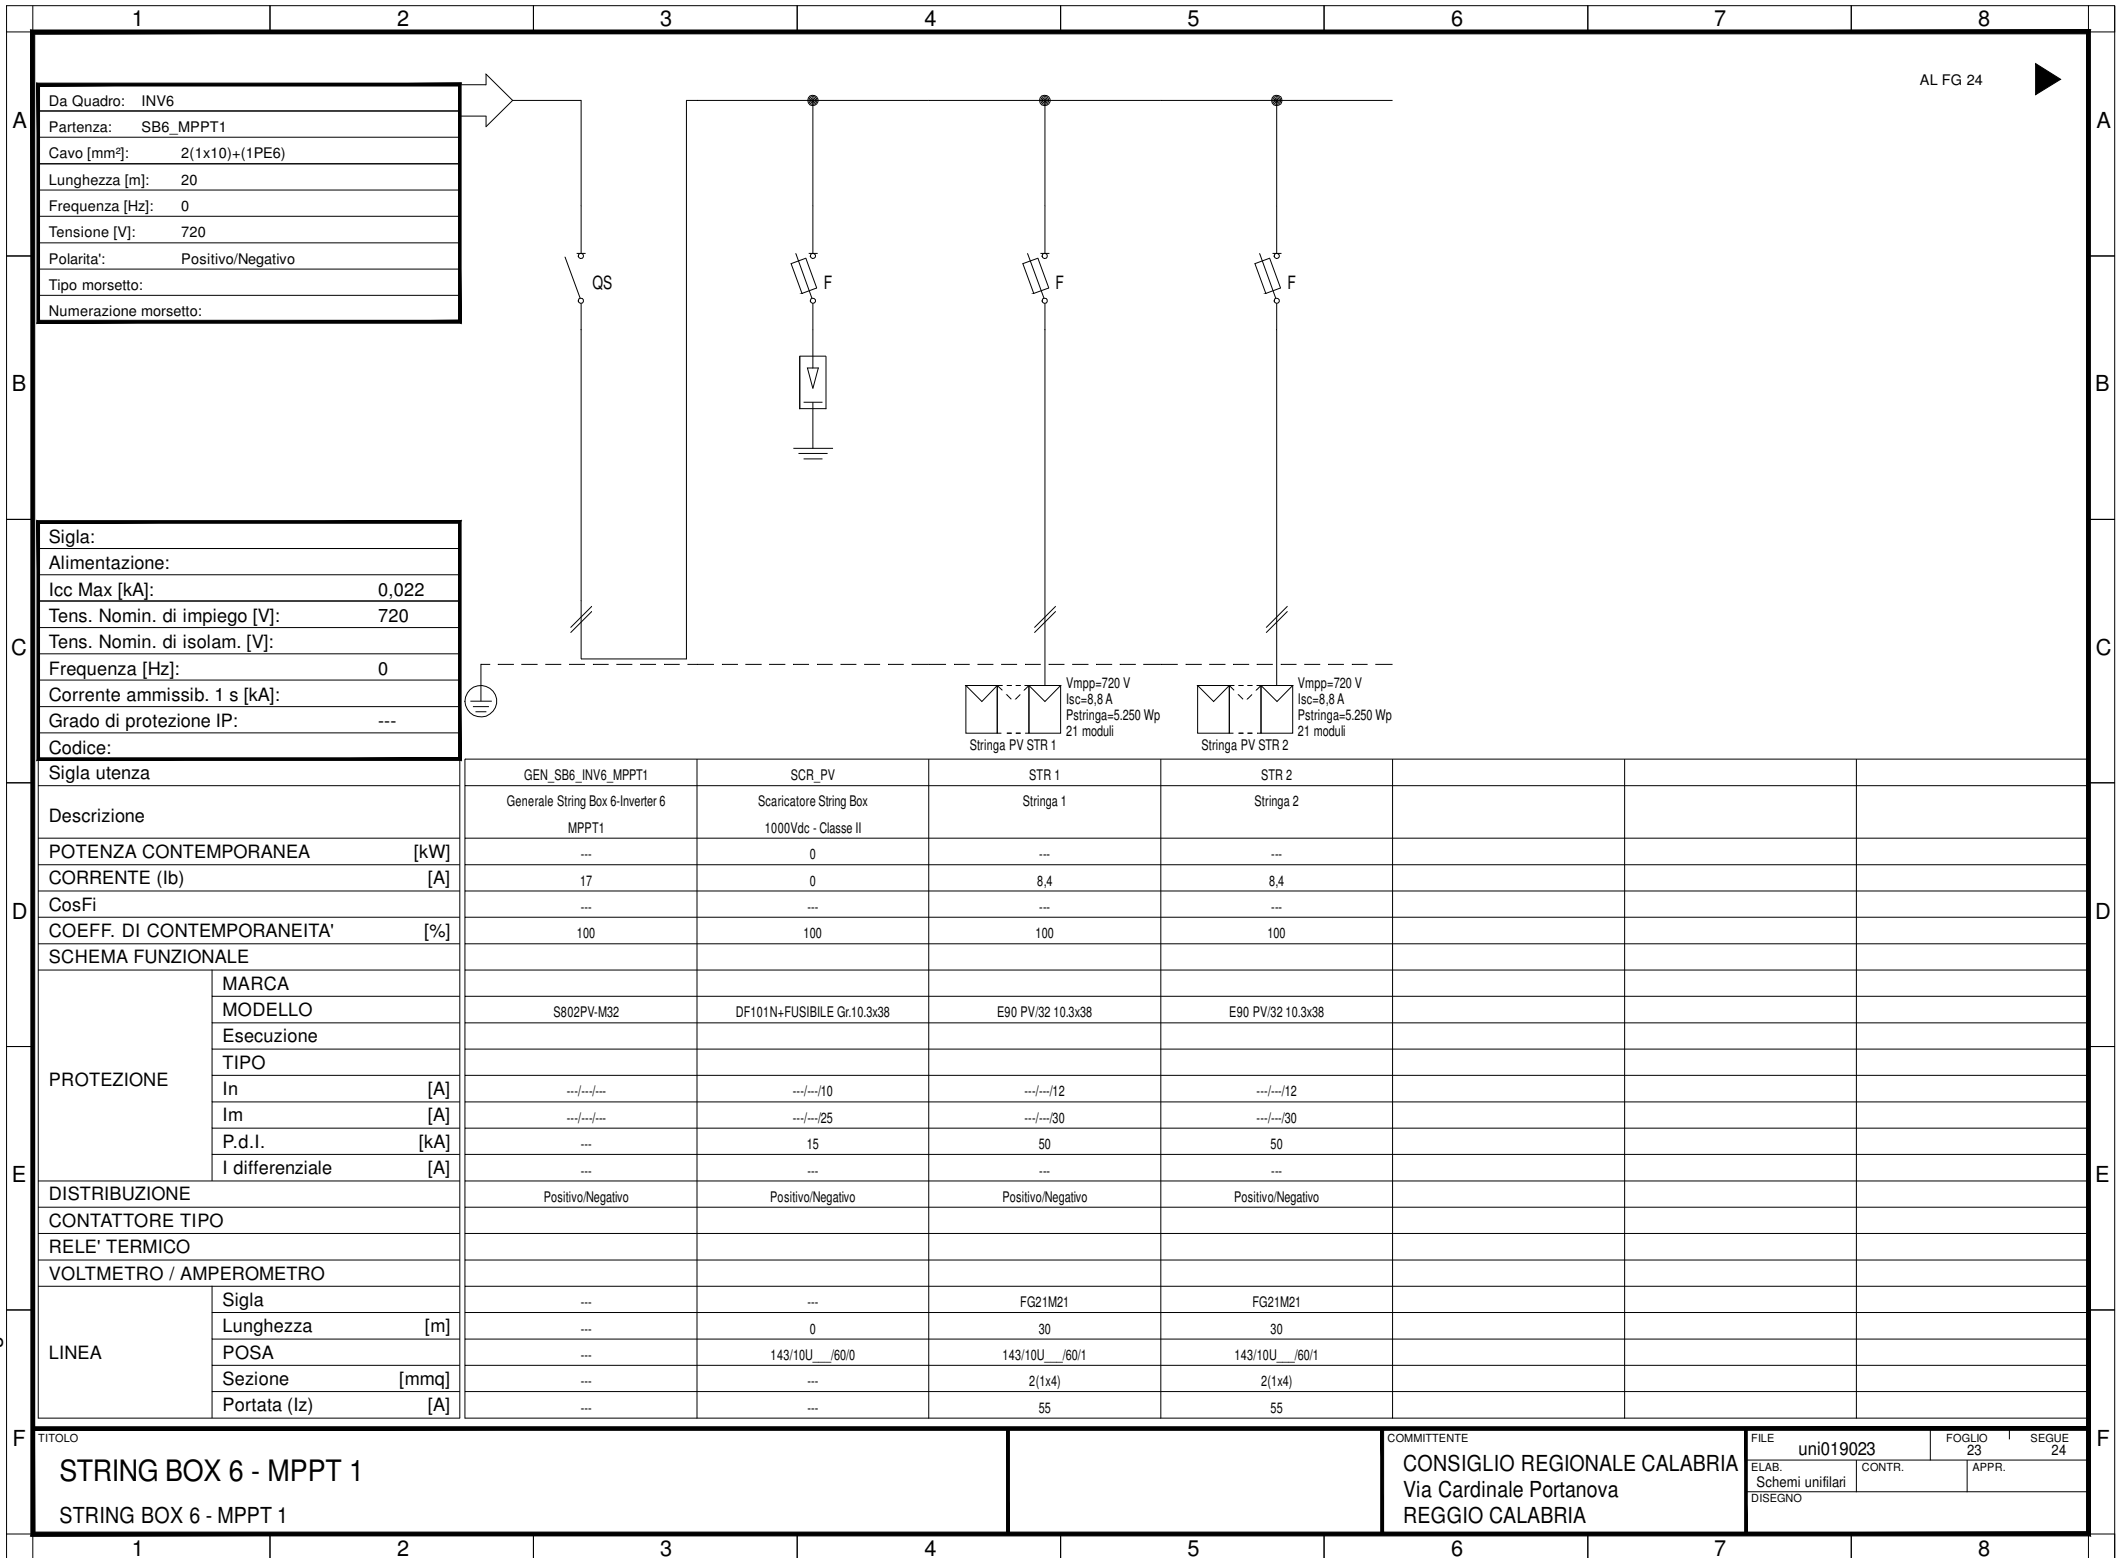 1 2 3 4 5 6 7 8
AL FG 24
A A
Da Quadro: INV6
Partenza: SB6_MPPT1
Cavo [mm²]: 2(1x10)+(1PE6)
Lunghezza [m]: 20
Frequenza [Hz]: 0
Tensione [V]: 720
Polarita': Positivo/Negativo
Tipo morsetto:
Numerazione morsetto:
QS F F F
B B
Sigla:
Alimentazione:
Icc Max [kA]: 0,022
Tens. Nomin. di impiego [V]: 720
Tens. Nomin. di isolam. [V]:
Frequenza [Hz]: 0
Corrente ammissib. 1 s [kA]:
Grado di protezione IP: ---
Codice:
C C
Vmpp=720 V
Isc=8,8 A
Pstringa=5.250 Wp
21 moduli
Stringa PV STR 1
Vmpp=720 V
Isc=8,8 A
Pstringa=5.250 Wp
21 moduli
Stringa PV STR 2
Sigla utenza GEN_SB6_INV6_MPPT1 SCR_PV STR 1 STR 2
Descrizione Generale String Box 6-Inverter 6 MPPT1 Scaricatore String Box 1000Vdc - Classe II Stringa 1 Stringa 2
POTENZA CONTEMPORANEA [kW] --- 0 --- ---
CORRENTE (Ib) [A] 17 0 8,4 8,4
D D
CosFi --- --- --- ---
COEFF. DI CONTEMPORANEITA' [%] 100 100 100 100
SCHEMA FUNZIONALE
PROTEZIONE
MARCA
MODELLO S802PV-M32 DF101N+FUSIBILE Gr.10.3x38 E90 PV/32 10.3x38 E90 PV/32 10.3x38
Esecuzione
TIPO
In [A] ---/---/--- ---/---/10 ---/---/12 ---/---/12
Im [A] ---/---/--- ---/---/25 ---/---/30 ---/---/30
P.d.I. [kA] --- 15 50 50
I differenziale [A] --- --- --- ---
E E
DISTRIBUZIONE Positivo/Negativo Positivo/Negativo Positivo/Negativo Positivo/Negativo
CONTATTORE TIPO
RELE' TERMICO
VOLTMETRO / AMPEROMETRO
LINEA
Sigla --- --- FG21M21 FG21M21
Lunghezza [m] --- 0 30 30
POSA --- 143/10U___/60/0 143/10U___/60/1 143/10U___/60/1
Sezione [mmq] --- --- 2(1x4) 2(1x4)
Portata (Iz) [A] --- --- 55 55
F F
TITOLO
STRING BOX 6 - MPPT 1
STRING BOX 6 - MPPT 1
COMMITTENTE
CONSIGLIO REGIONALE CALABRIA
Via Cardinale Portanova
REGGIO CALABRIA
FILE uni019023
FOGLIO 23
SEGUE 24
ELAB. Schemi unifilari
CONTR.
APPR.
DISEGNO
1 2 3 4 5 6 7 8